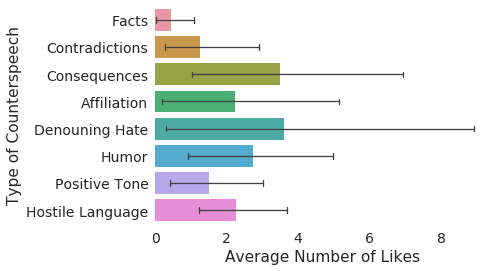 Type of Counterspeech
Facts
Contradictions
Consequences
Affiliation
Denouning Hate
Humor
Positive Tone
Hostile Language
0 2 4 6 8
Average Number of Likes